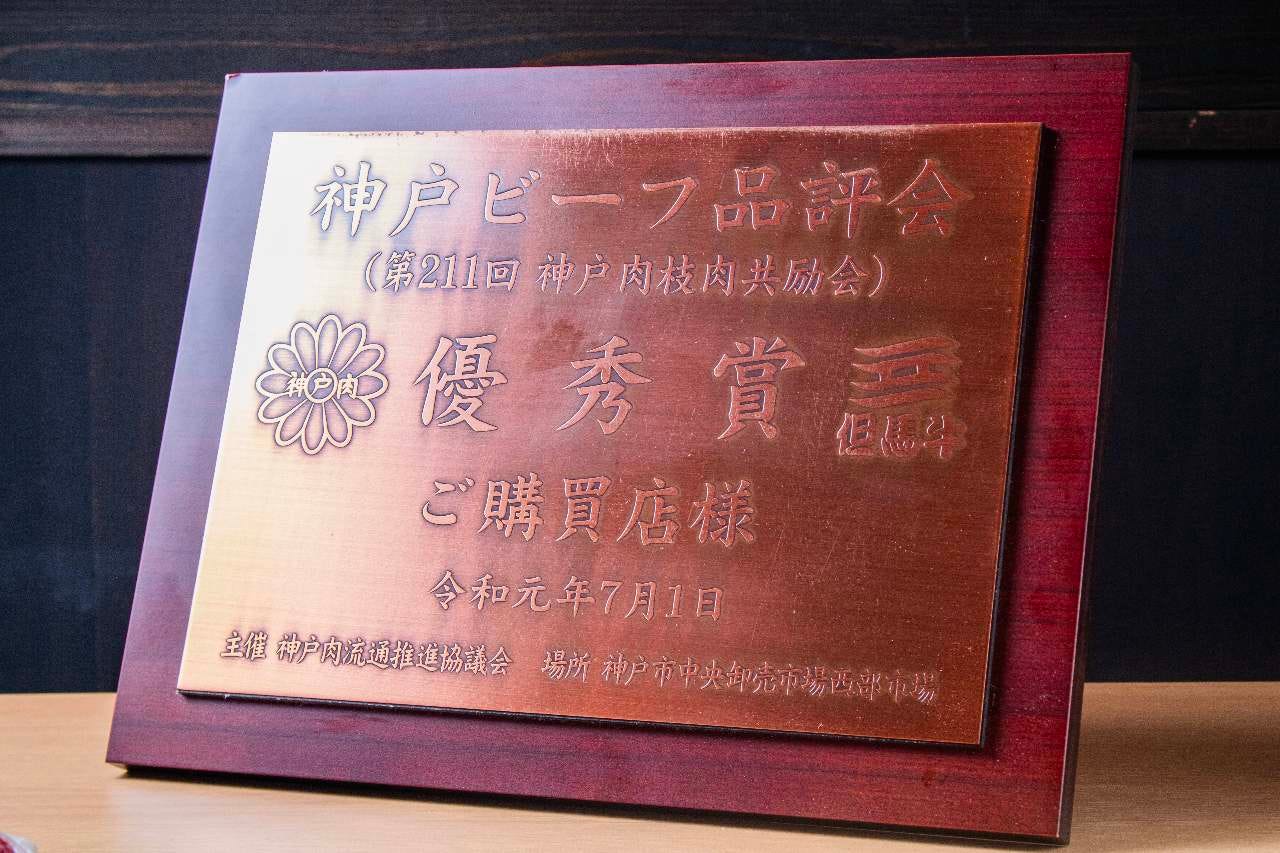 神戸ビーフ品評会
(第211回 神戸肉枝肉共励会)
神戸肉
優秀賞
但馬牛
ご購買店様
令和元年7月1日
主催 神戸肉流通推進協議会 場所 神戸市中央卸売市場西部市場